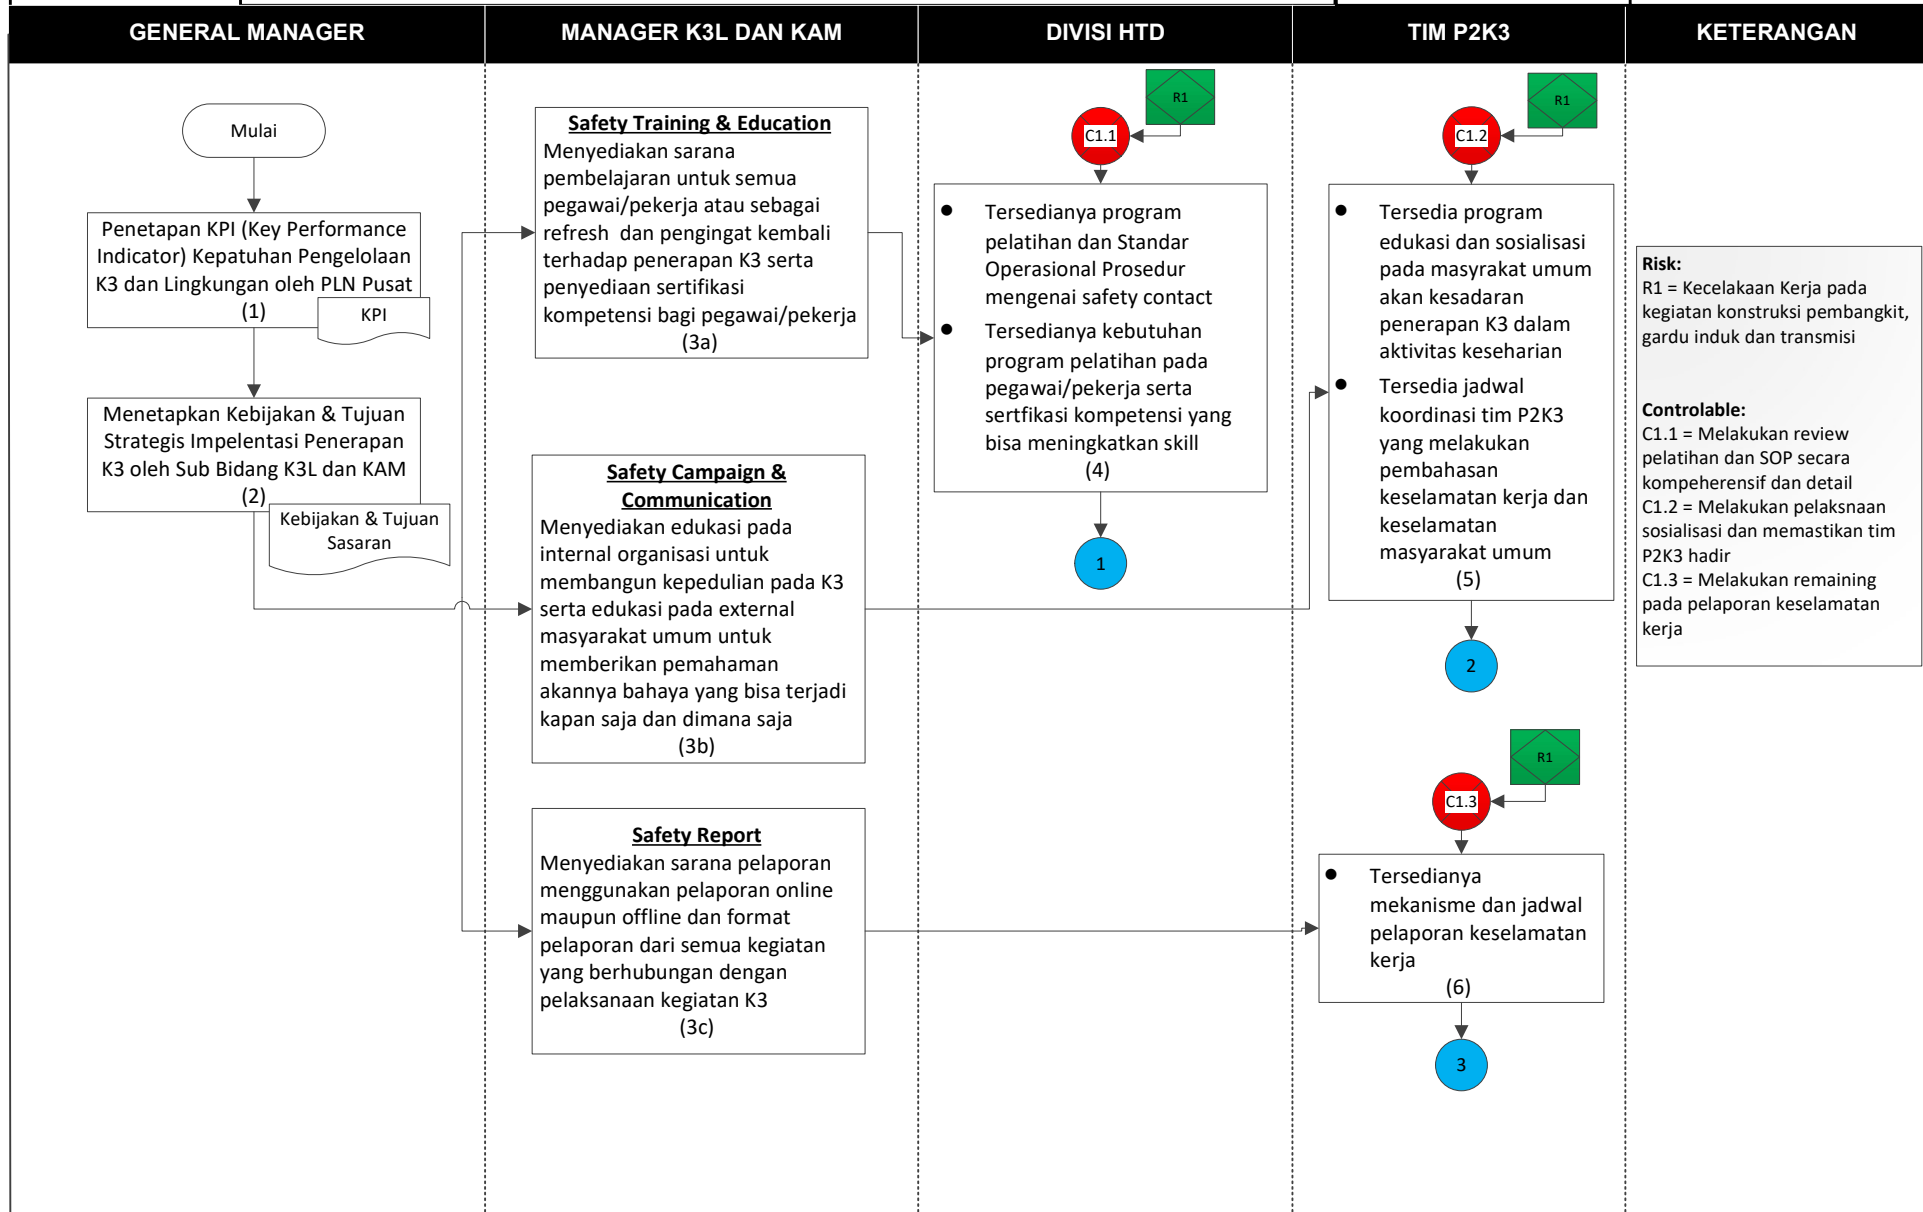 GENERAL MANAGER
MANAGER K3L DAN KAM
DIVISI HTD
TIM P2K3
KETERANGAN
Mulai
Penetapan KPI (Key Performance
Indicator) Kepatuhan Pengelolaan
K3 dan Lingkungan oleh PLN Pusat
(1)
KPI
Menetapkan Kebijakan & Tujuan
Strategis Impelentasi Penerapan
K3 oleh Sub Bidang K3L dan KAM
(2)
Kebijakan & Tujuan
Sasaran
Safety Training & Education
Menyediakan sarana
pembelajaran untuk semua
pegawai/pekerja atau sebagai
refresh  dan pengingat kembali
terhadap penerapan K3 serta
penyediaan sertifikasi
kompetensi bagi pegawai/pekerja
(3a)
Safety Campaign &
Communication
Menyediakan edukasi pada
internal organisasi untuk
membangun kepedulian pada K3
serta edukasi pada external
masyarakat umum untuk
memberikan pemahaman
akannya bahaya yang bisa terjadi
kapan saja dan dimana saja
(3b)
Safety Report
Menyediakan sarana pelaporan
menggunakan pelaporan online
maupun offline dan format
pelaporan dari semua kegiatan
yang berhubungan dengan
pelaksanaan kegiatan K3
(3c)
R1
C1.1
● Tersedianya program
pelatihan dan Standar
Operasional Prosedur
mengenai safety contact
● Tersedianya kebutuhan
program pelatihan pada
pegawai/pekerja serta
sertfikasi kompetensi yang
bisa meningkatkan skill
(4)
1
R1
C1.2
● Tersedia program
edukasi dan sosialisasi
pada masyrakat umum
akan kesadaran
penerapan K3 dalam
aktivitas keseharian
● Tersedia jadwal
koordinasi tim P2K3
yang melakukan
pembahasan
keselamatan kerja dan
keselamatan
masyarakat umum
(5)
2
R1
C1.3
● Tersedianya
mekanisme dan jadwal
pelaporan keselamatan
kerja
(6)
3
Risk:
R1 = Kecelakaan Kerja pada
kegiatan konstruksi pembangkit,
gardu induk dan transmisi
Controlable:
C1.1 = Melakukan review
pelatihan dan SOP secara
kompeherensif dan detail
C1.2 = Melakukan pelaksnaan
sosialisasi dan memastikan tim
P2K3 hadir
C1.3 = Melakukan remaining
pada pelaporan keselamatan
kerja